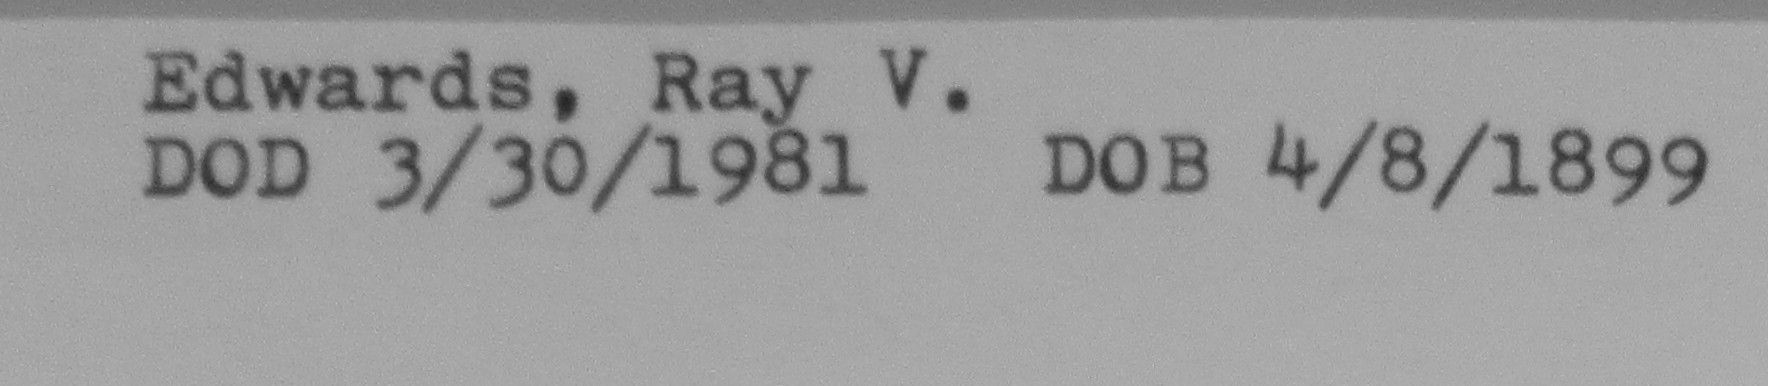 Edwards, Ray V.
DOD 3/30/1981 DOB 4/8/1899